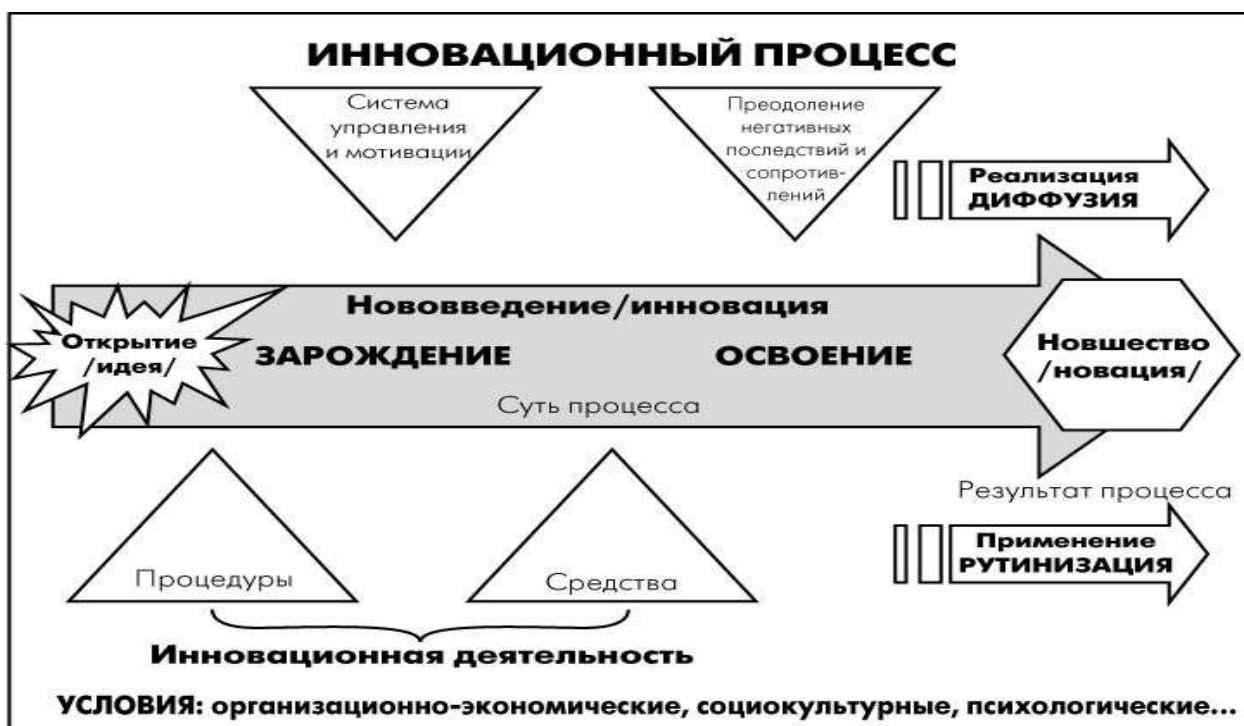 ИННОВАЦИОННЫЙ ПРОЦЕСС
Система
управления
и мотивации
Преодоление
негативных
последствий и
сопротив-
лений
Реализация
ДИФФУЗИЯ
Нововведение/инновация
Открытие
/идея/
ЗАРОЖДЕНИЕ
ОСВОЕНИЕ
Новшество
/новация/
Суть процесса
Результат процесса
Процедуры
Средства
Применение
РУТИНИЗАЦИЯ
Инновационная деятельность
УСЛОВИЯ: организационно-экономические, социокультурные, психологические...